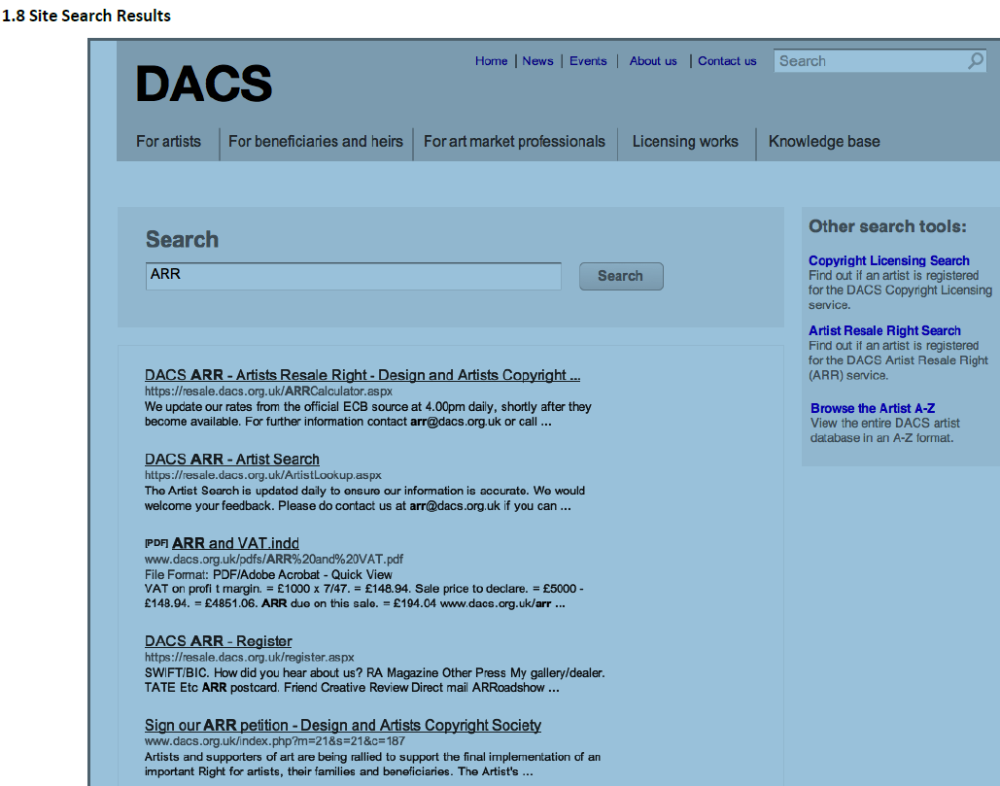 1.8 Site Search Results
DACS
Home | News | Events | About us | Contact us
Search
For artists
For beneficiaries and heirs
For art market professionals
Licensing works
Knowledge base
Search
ARR
Search
DACS ARR - Artists Resale Right - Design and Artists Copyright ...
https://resale.dacs.org.uk/ARRCalculator.aspx
We update our rates from the official ECB source at 4.00pm daily, shortly after they
become available. For further information contact arr@dacs.org.uk or call ...
DACS ARR - Artist Search
https://resale.dacs.org.uk/ArtistLookup.aspx
The Artist Search is updated daily to ensure our information is accurate. We would
welcome your feedback. Please do contact us at arr@dacs.org.uk if you can ...
[PDF] ARR and VAT.indd
www.dacs.org.uk/pdfs/ARR%20and%20VAT.pdf
File Format: PDF/Adobe Acrobat - Quick View
VAT on profi t margin. = £1000 x 7/47. = £148.94. Sale price to declare. = £5000 -
£148.94. = £4851.06. ARR due on this sale. = £194.04 www.dacs.org.uk/arr ...
DACS ARR - Register
https://resale.dacs.org.uk/register.aspx
SWIFT/BIC. How did you hear about us? RA Magazine Other Press My gallery/dealer.
TATE Etc ARR postcard. Friend Creative Review Direct mail ARRoadshow ...
Sign our ARR petition - Design and Artists Copyright Society
www.dacs.org.uk/index.php?m=21&s=21&c=187
Artists and supporters of art are being rallied to support the final implementation of an
important Right for artists, their families and beneficiaries. The Artist's ...
Other search tools:
Copyright Licensing Search
Find out if an artist is registered
for the DACS Copyright Licensing
service.
Artist Resale Right Search
Find out if an artist is registered
for the DACS Artist Resale Right
(ARR) service.
Browse the Artist A-Z
View the entire DACS artist
database in an A-Z format.